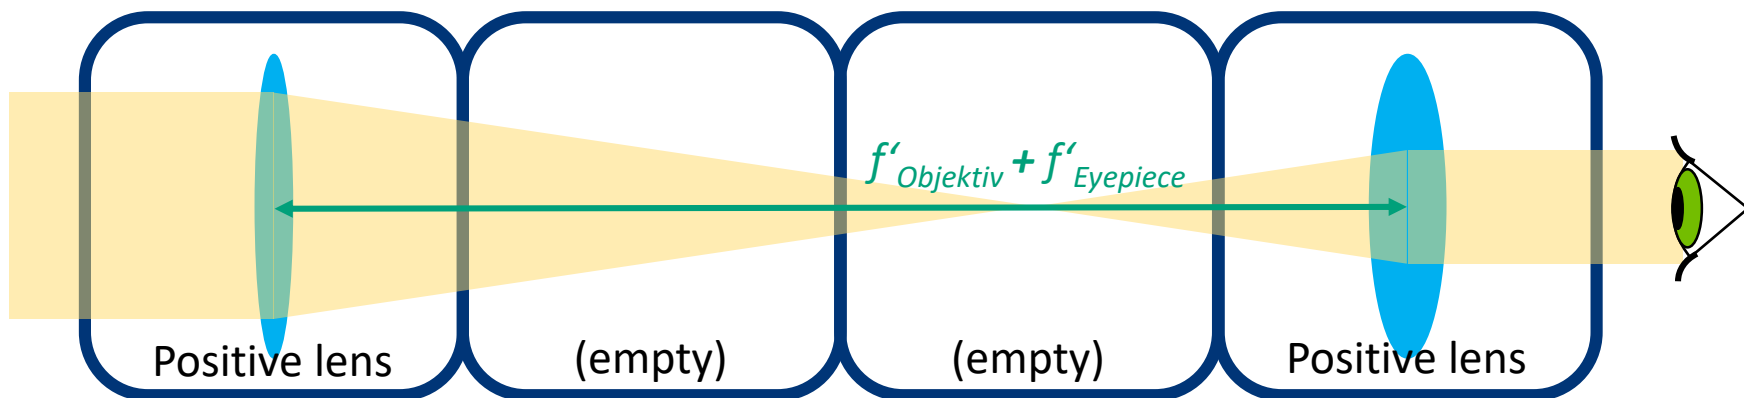 f‘Objektiv + f‘Eyepiece
Positive lens
(empty)
(empty)
Positive lens